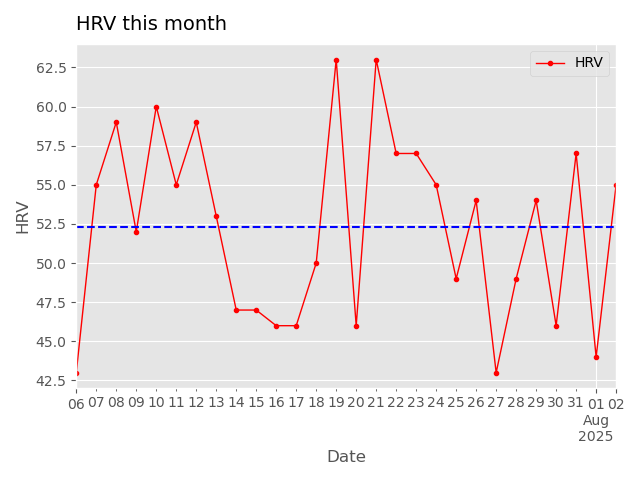 HRV this month
HRV
62.5
60.0
57.5
55.0
52.5
50.0
47.5
45.0
42.5
HRV
06 07 08 09 10 11 12 13 14 15 16 17 18 19 20 21 22 23 24 25 26 27 28 29 30 31 01 02
Aug
2025
Date